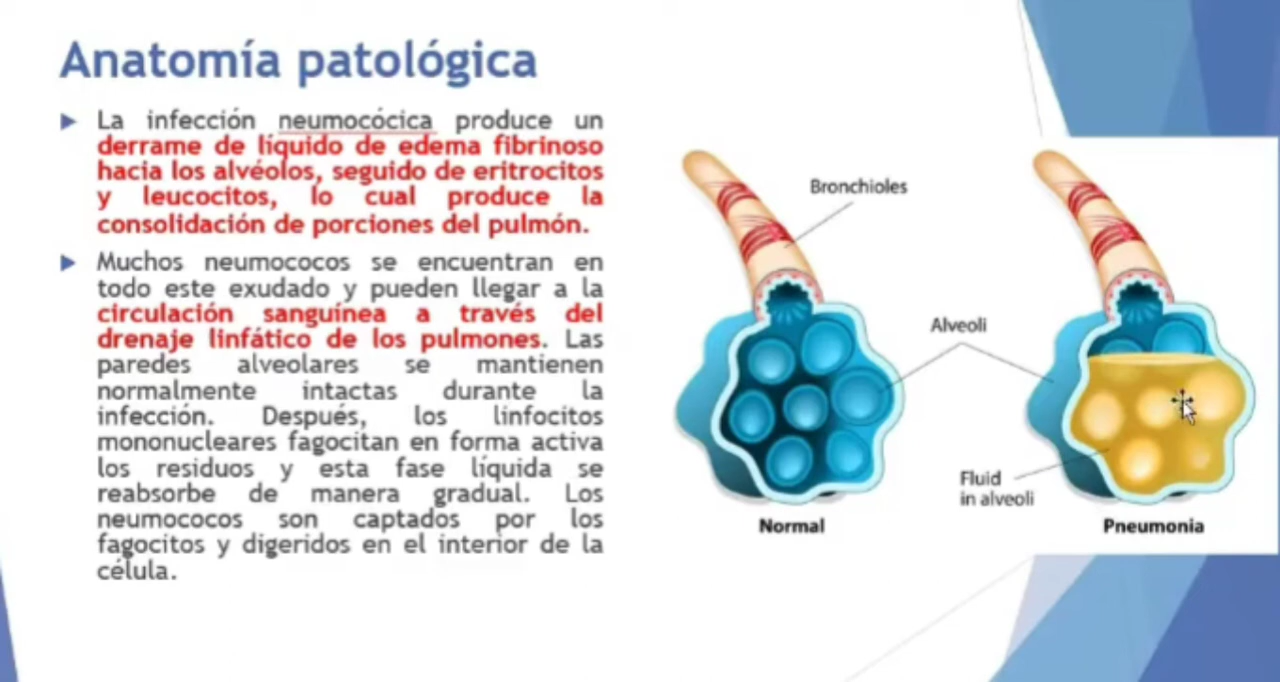 Anatomía patológica
La infección neumocócica produce un
derrame de líquido de edema fibrinoso
hacia los alvéolos, seguido de eritrocitos
y leucocitos, lo cual produce la
consolidación de porciones del pulmón.
Muchos neumococos se encuentran en
todo este exudado y pueden llegar a la
circulación sanguínea a través del
drenaje linfático de los pulmones. Las
paredes alveolares se mantienen
normalmente intactas durante la
infección. Después, los linfocitos
mononucleares fagocitan en forma activa
los residuos y esta fase líquida se
reabsorbe de manera gradual. Los
neumococos son captados por los
fagocitos y digeridos en el interior de la
célula.
Bronchioles
Alveoli
Fluid
in alveoli
Normal
Pneumonia